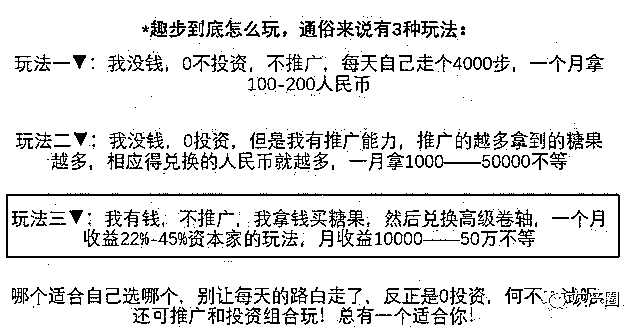 *趣步到底怎么玩，通俗来说有3种玩法：
玩法一▼：我没钱，0不投资，不推广，每天自己走个4000步，一个月拿
100-200人民币
玩法二▼；我没钱，0投资，但是我有推广能力，推广的越多拿到的糖果
越多，相应得兑换的人民币就越多，一月拿1000——50000不等
玩法三▼；我有钱，不推广，我拿钱买糖果，然后兑换高级卷轴，一个月
收益22%-45%资本家的玩法，月收益10000——50万不等
哪个适合自己选哪个，别让每天的路白走了，反正是0投资，何不
还可推广和投资组合玩！总有一个适合你！